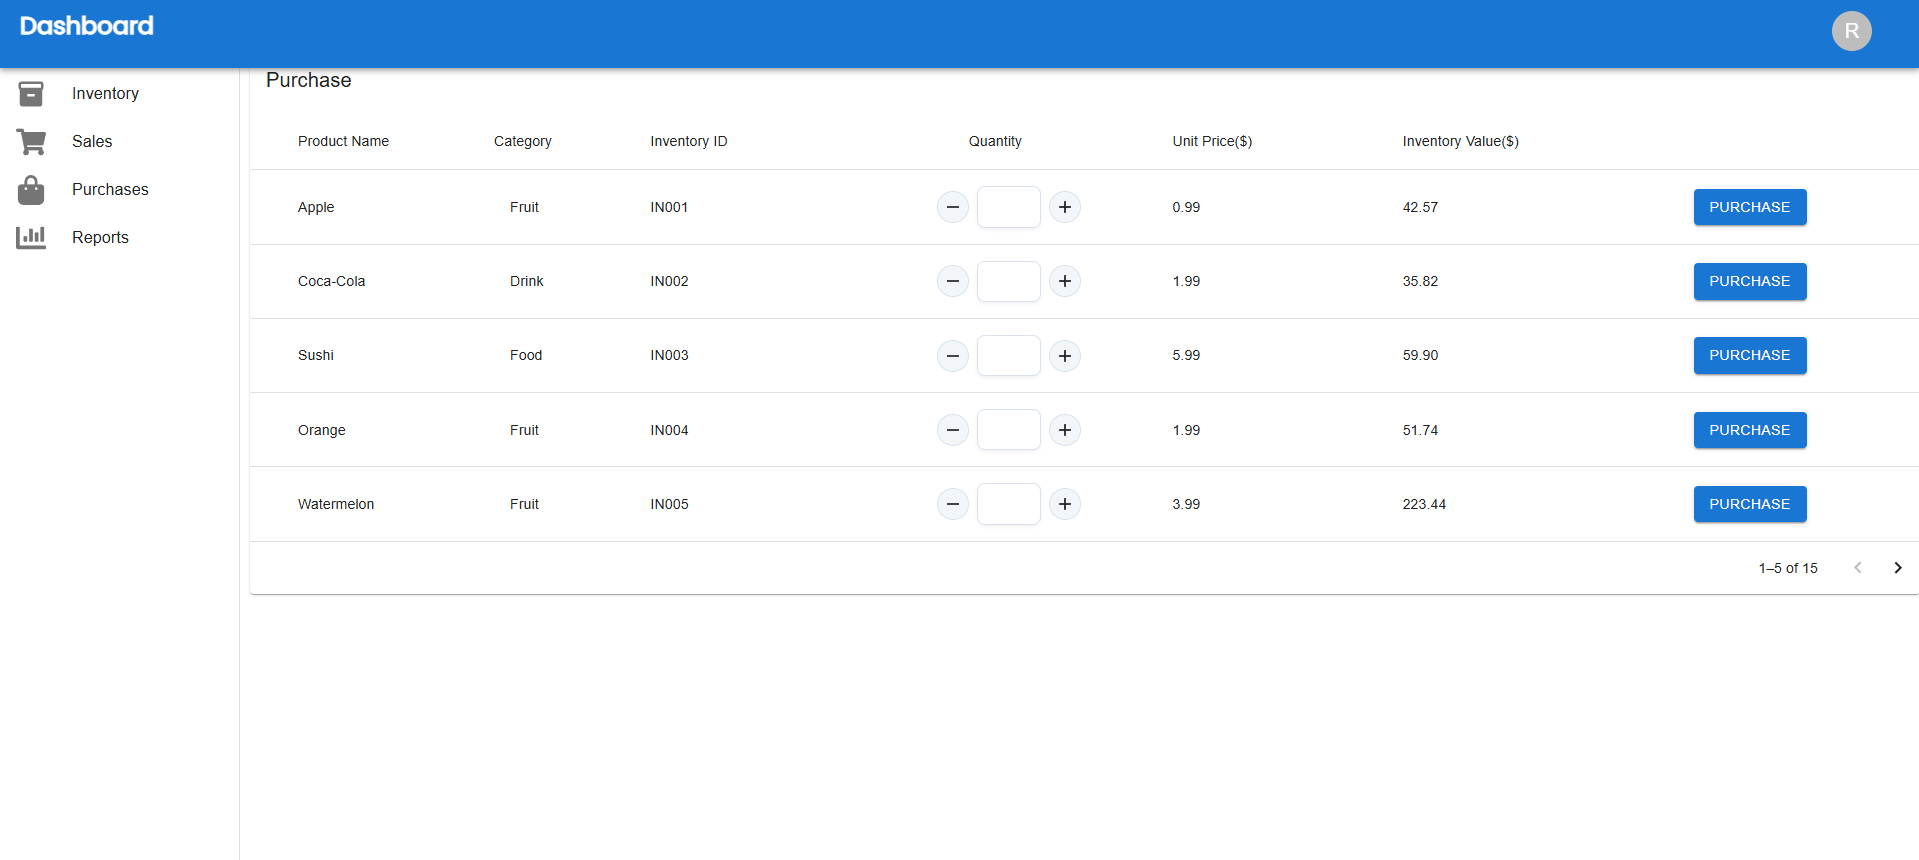 Dashboard
R
Inventory
Sales
Purchases
Reports
Purchase
Product Name Category Inventory ID Quantity Unit Price($) Inventory Value($)
Apple Fruit IN001 − + 0.99 42.57 PURCHASE
Coca-Cola Drink IN002 − + 1.99 35.82 PURCHASE
Sushi Food IN003 − + 5.99 59.90 PURCHASE
Orange Fruit IN004 − + 1.99 51.74 PURCHASE
Watermelon Fruit IN005 − + 3.99 223.44 PURCHASE
1–5 of 15